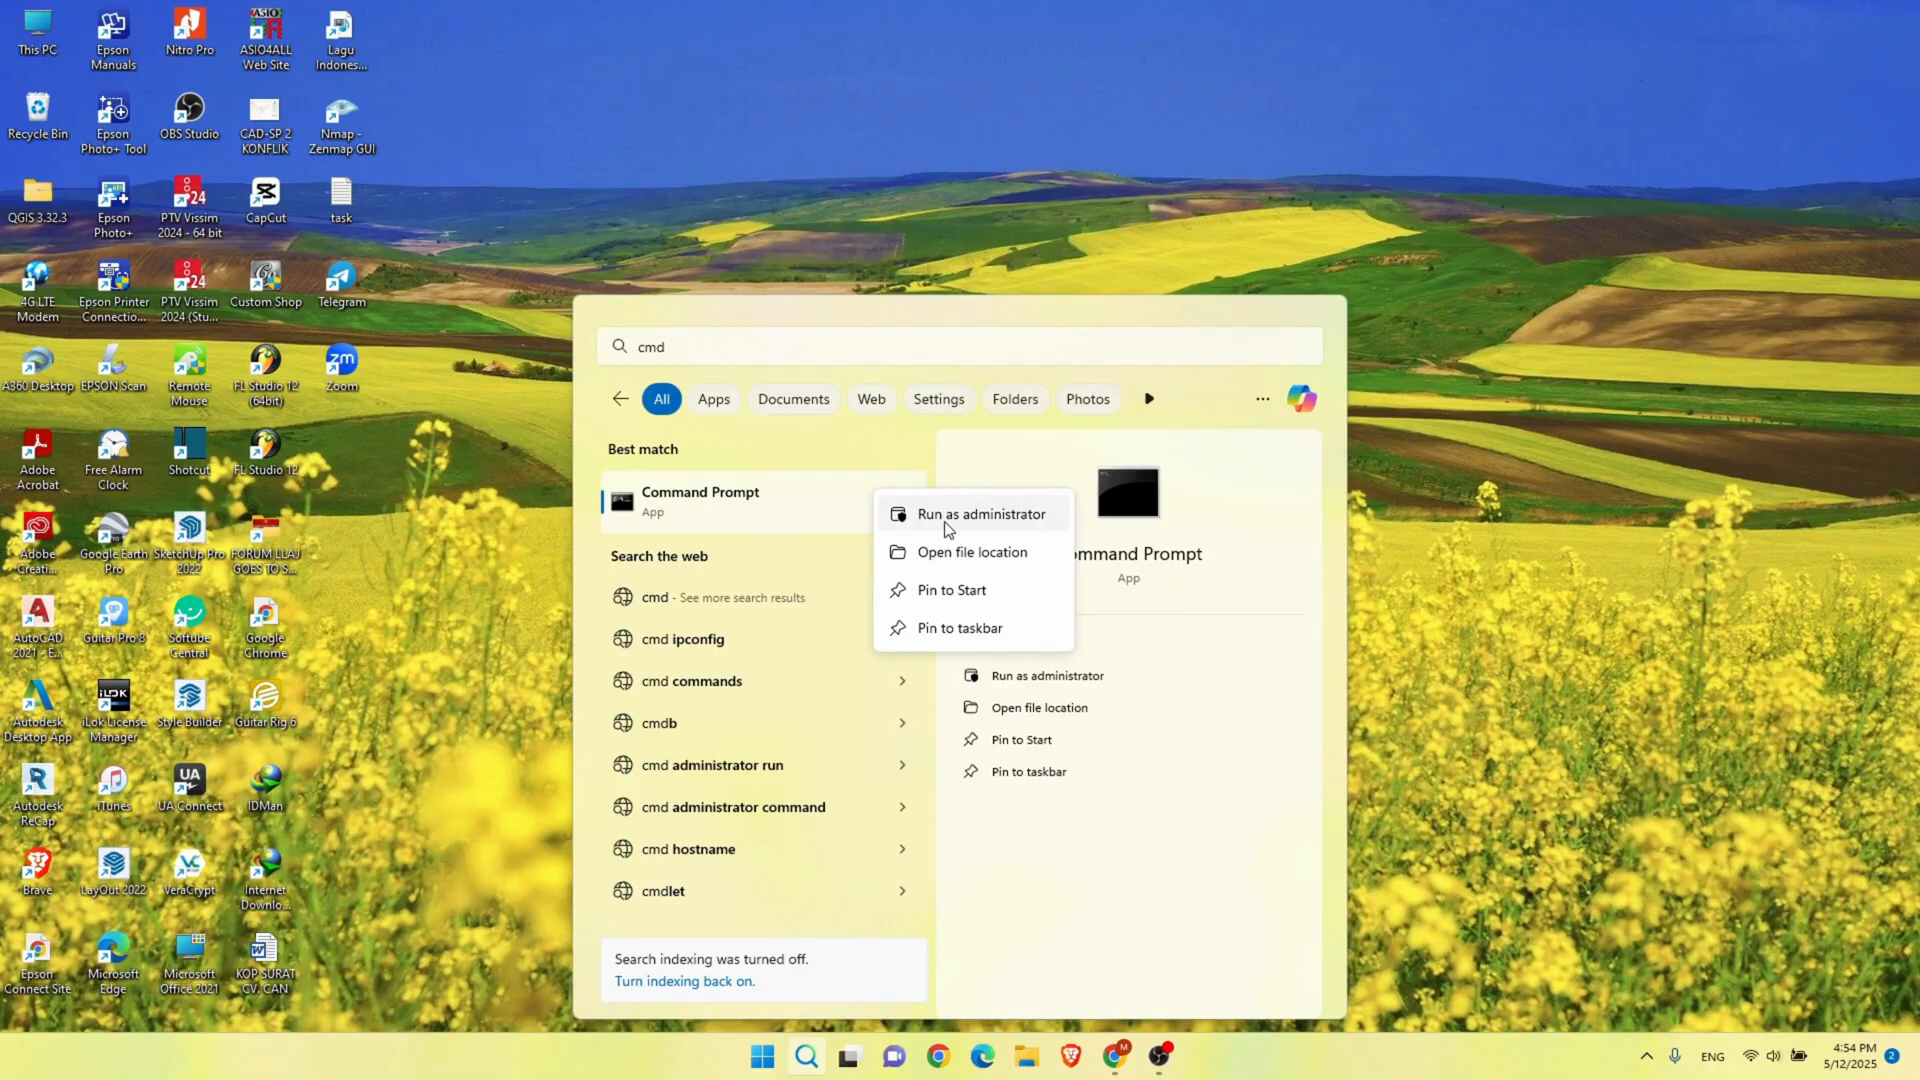 This PC
Epson
Manuals
Nitro Pro
ASIO4ALL
Web Site
Lagu
Indones...
Recycle Bin
Epson
Photo+ Tool
OBS Studio
CAD-SP 2
KONFLIK
Nmap -
Zenmap GUI
QGIS 3.32.3
Epson
Photo+
PTV Vissim
2024 - 64 bit
CapCut
task
4G LTE
Modem
Epson Printer
Connectio...
PTV Vissim
2024 (Stu...
Custom Shop
Telegram
A360 Desktop
EPSON Scan
Remote
Mouse
FL Studio 12
(64bit)
Zoom
Adobe
Acrobat
Free Alarm
Clock
Shotcut
FL Studio 12
Adobe
Creati...
Google Earth
Pro
SketchUp Pro
2022
FORUM LLAJ
GOES TO S...
AutoCAD
2021 - E...
Guitar Pro 8
Softube
Central
Google
Chrome
Autodesk
Desktop App
iLok License
Manager
Style Builder
Guitar Rig 6
Autodesk
ReCap
iTunes
UA Connect
IDMan
Brave
LayOut 2022
VeraCrypt
Internet
Downlo...
Epson
Connect Site
Microsoft
Edge
Microsoft
Office 2021
KOP SURAT
CV. CAN
cmd
All
Apps
Documents
Web
Settings
Folders
Photos
Best match
Command Prompt
App
Search the web
cmd - See more search results
cmd ipconfig
cmd commands
cmdb
cmd administrator run
cmd administrator command
cmd hostname
cmdlet
Search indexing was turned off.
Turn indexing back on.
Run as administrator
Open file location
Pin to Start
Pin to taskbar
ommand Prompt
App
Run as administrator
Open file location
Pin to Start
Pin to taskbar
ENG
4:54 PM
5/12/2025
2